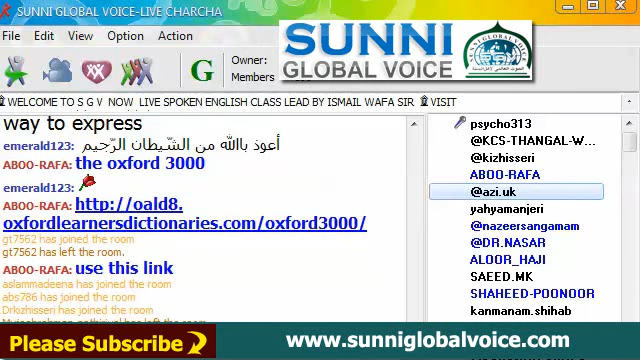 SUNNI GLOBAL VOICE-LIVE CHARCHA
File Edit View Action
SUNNI
GLOBAL VOICE
G
Owner:
Members
WELCOME TO S G V NOW LIVE SPOKEN ENGLISH CLASS LEAD BY ISMAIL WAFA SIR VISIT
way to express
emerald123: أعوذ باالله من الشّيطان الرّجيم
ABOO-RAFA: the oxford 3000
emerald123:
ABOO-RAFA: http://oald8.
oxfordlearnersdictionaries.com/oxford3000/
gt7562 has joined the room
gt7562 has left the room.
ABOO-RAFA: use this link
aslammadeena has joined the room
abs786 has joined the room
Drkizhisseri has joined the room
psycho313
@KCS-THANGAL-W...
@kizhisseri
ABOO-RAFA
@azi.uk
yahyamanjeri
@nazeersangamam
@DR.NASAR
ALOOR_HAJI
SAEED.MK
SHAHEED-POONOOR
kanmanam.shihab
Please Subscribe
www.sunniglobalvoice.com